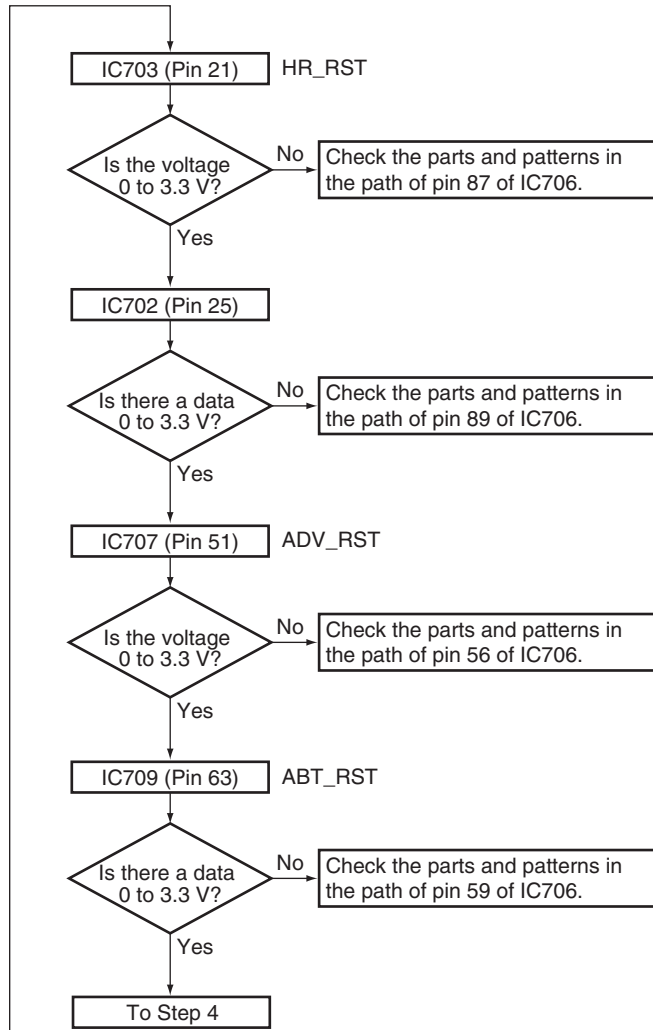 IC703 (Pin 21) HR_RST
Is the voltage
0 to 3.3 V?
No
Check the parts and patterns in
the path of pin 87 of IC706.
Yes
IC702 (Pin 25)
Is there a data
0 to 3.3 V?
No
Check the parts and patterns in
the path of pin 89 of IC706.
Yes
IC707 (Pin 51) ADV_RST
Is the voltage
0 to 3.3 V?
No
Check the parts and patterns in
the path of pin 56 of IC706.
Yes
IC709 (Pin 63) ABT_RST
Is there a data
0 to 3.3 V?
No
Check the parts and patterns in
the path of pin 59 of IC706.
Yes
To Step 4